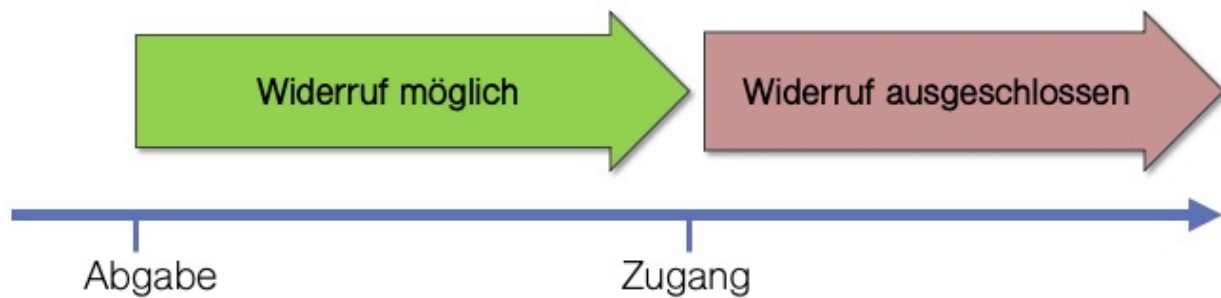 Widerruf möglich
Widerruf ausgeschlossen
Abgabe
Zugang